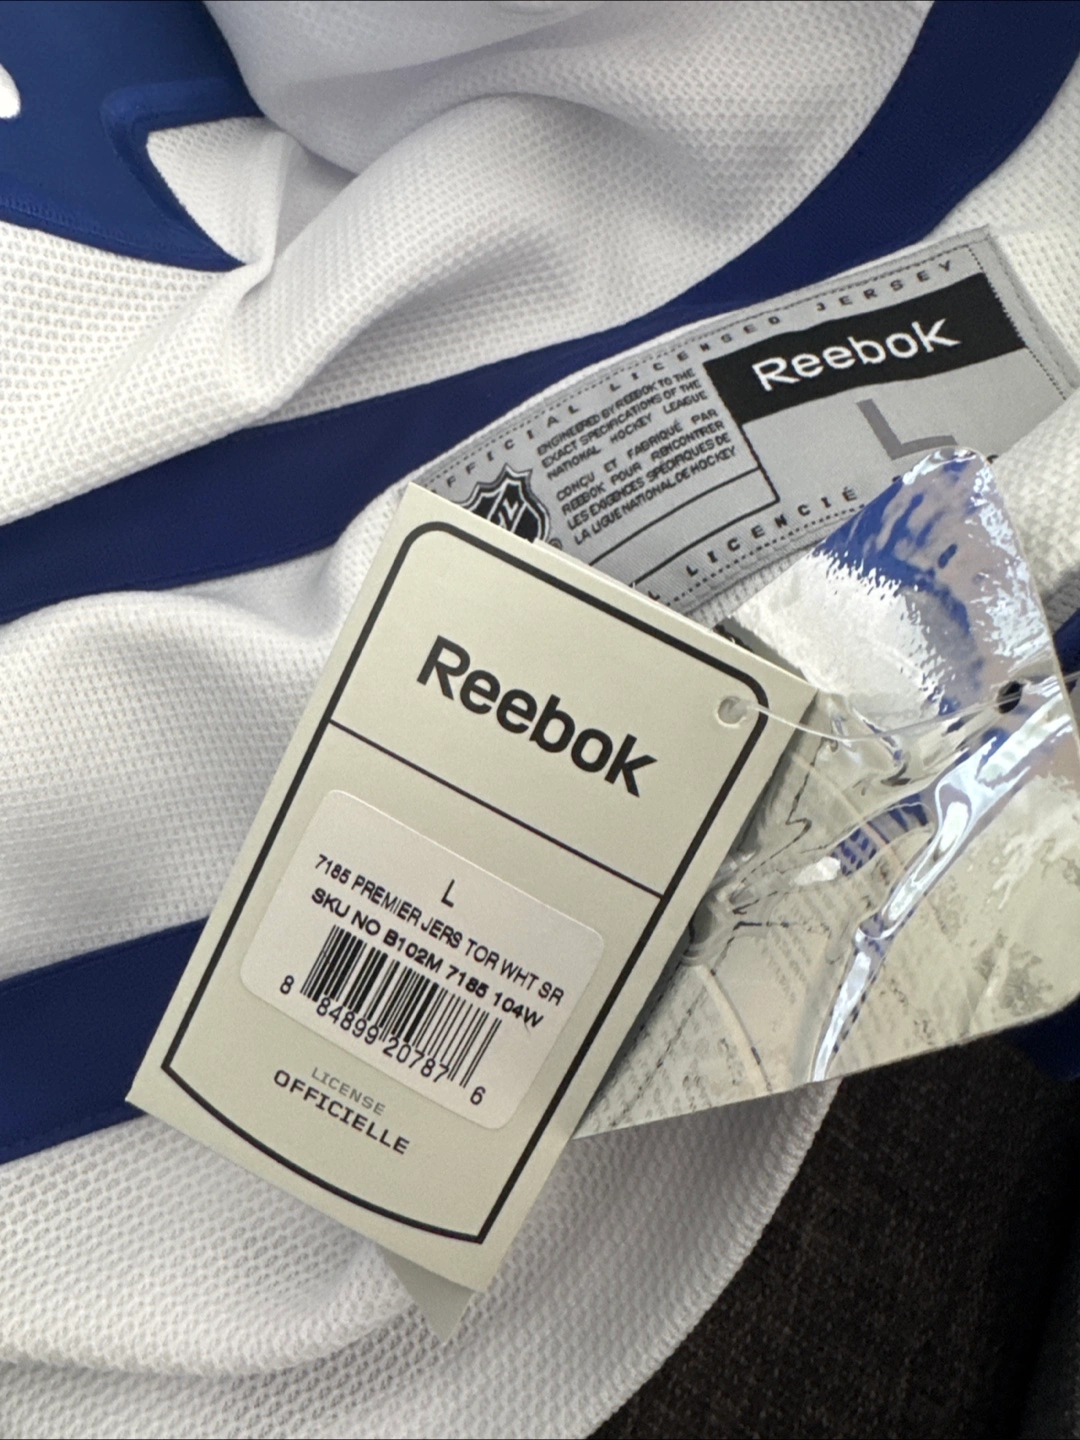 OFFICIAL LICENSED JERSEY
Reebok
ENGINEERED BY REEBOK TO THE
EXACT SPECIFICATIONS OF THE
NATIONAL HOCKEY LEAGUE
CONÇU ET FABRIQUÉ PAR
REEBOK POUR RENCONTRER
LES EXIGENCES SPÉCIFIQUES DE
LA LIGUE NATIONAL DE HOCKEY
L
LICENCIÉ
Reebok
L
7185 PREMIER JERS TOR WHT SR
SKU NO B102M 7185 104W
8 84899 20787 6
LICENSE
OFFICIELLE